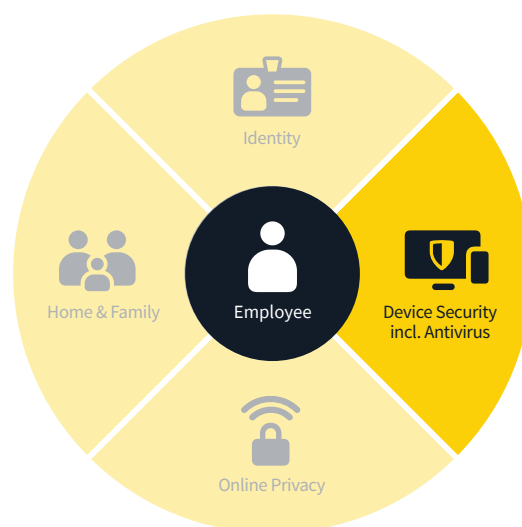 Identity
Home & Family
Employee
Device Security
incl. Antivirus
Online Privacy